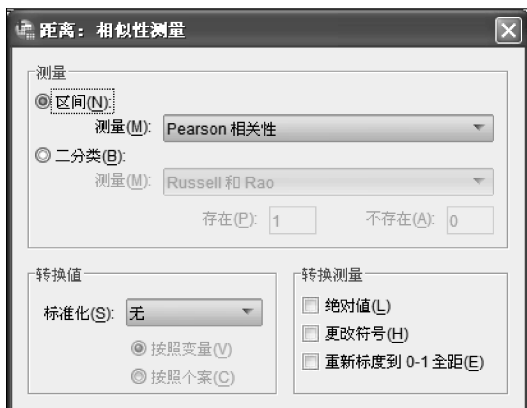 距离：相似性测量
测量
区间(N):
测量(M): Pearson 相关性
二分类(B):
测量(M): Russell 和 Rao
存在(P): 1 不存在(A): 0
转换值
标准化(S): 无
按照变量(V)
按照个案(C)
转换测量
绝对值(L)
更改符号(H)
重新标度到 0-1 全距(E)